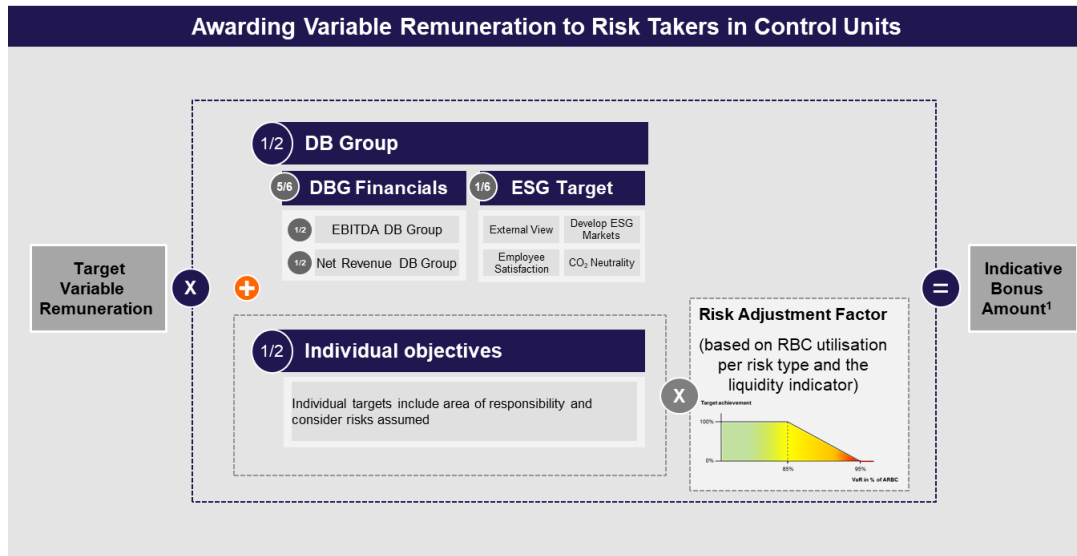 Awarding Variable Remuneration to Risk Takers in Control Units
1/2 DB Group
5/6 DBG Financials
1/6 ESG Target
1/2 EBITDA DB Group
1/2 Net Revenue DB Group
External View
Develop ESG
Markets
Employee
Satisfaction
CO₂ Neutrality
Target
Variable
Remuneration
X
+
=
Indicative
Bonus
Amount¹
1/2 Individual objectives
Individual targets include area of responsibility and
consider risks assumed
X
Risk Adjustment Factor
(based on RBC utilisation
per risk type and the
liquidity indicator)
Target achievement
100%
0%
85%
95%
VaR in % of ARBC